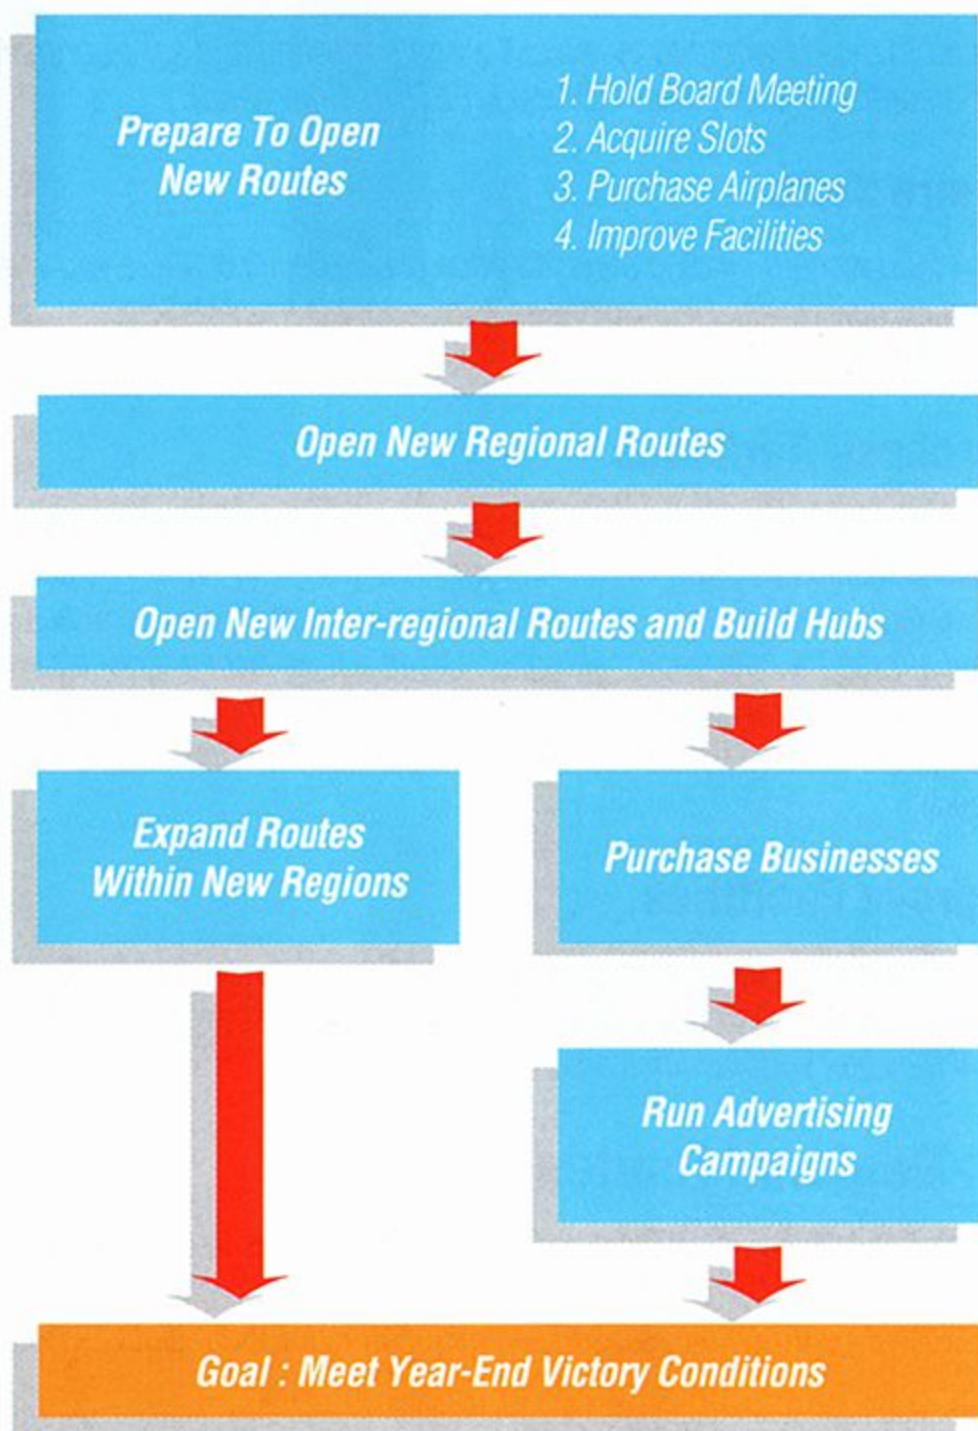 Prepare To Open
New Routes
1. Hold Board Meeting
2. Acquire Slots
3. Purchase Airplanes
4. Improve Facilities
Open New Regional Routes
Open New Inter-regional Routes and Build Hubs
Expand Routes
Within New Regions
Purchase Businesses
Run Advertising
Campaigns
Goal : Meet Year-End Victory Conditions